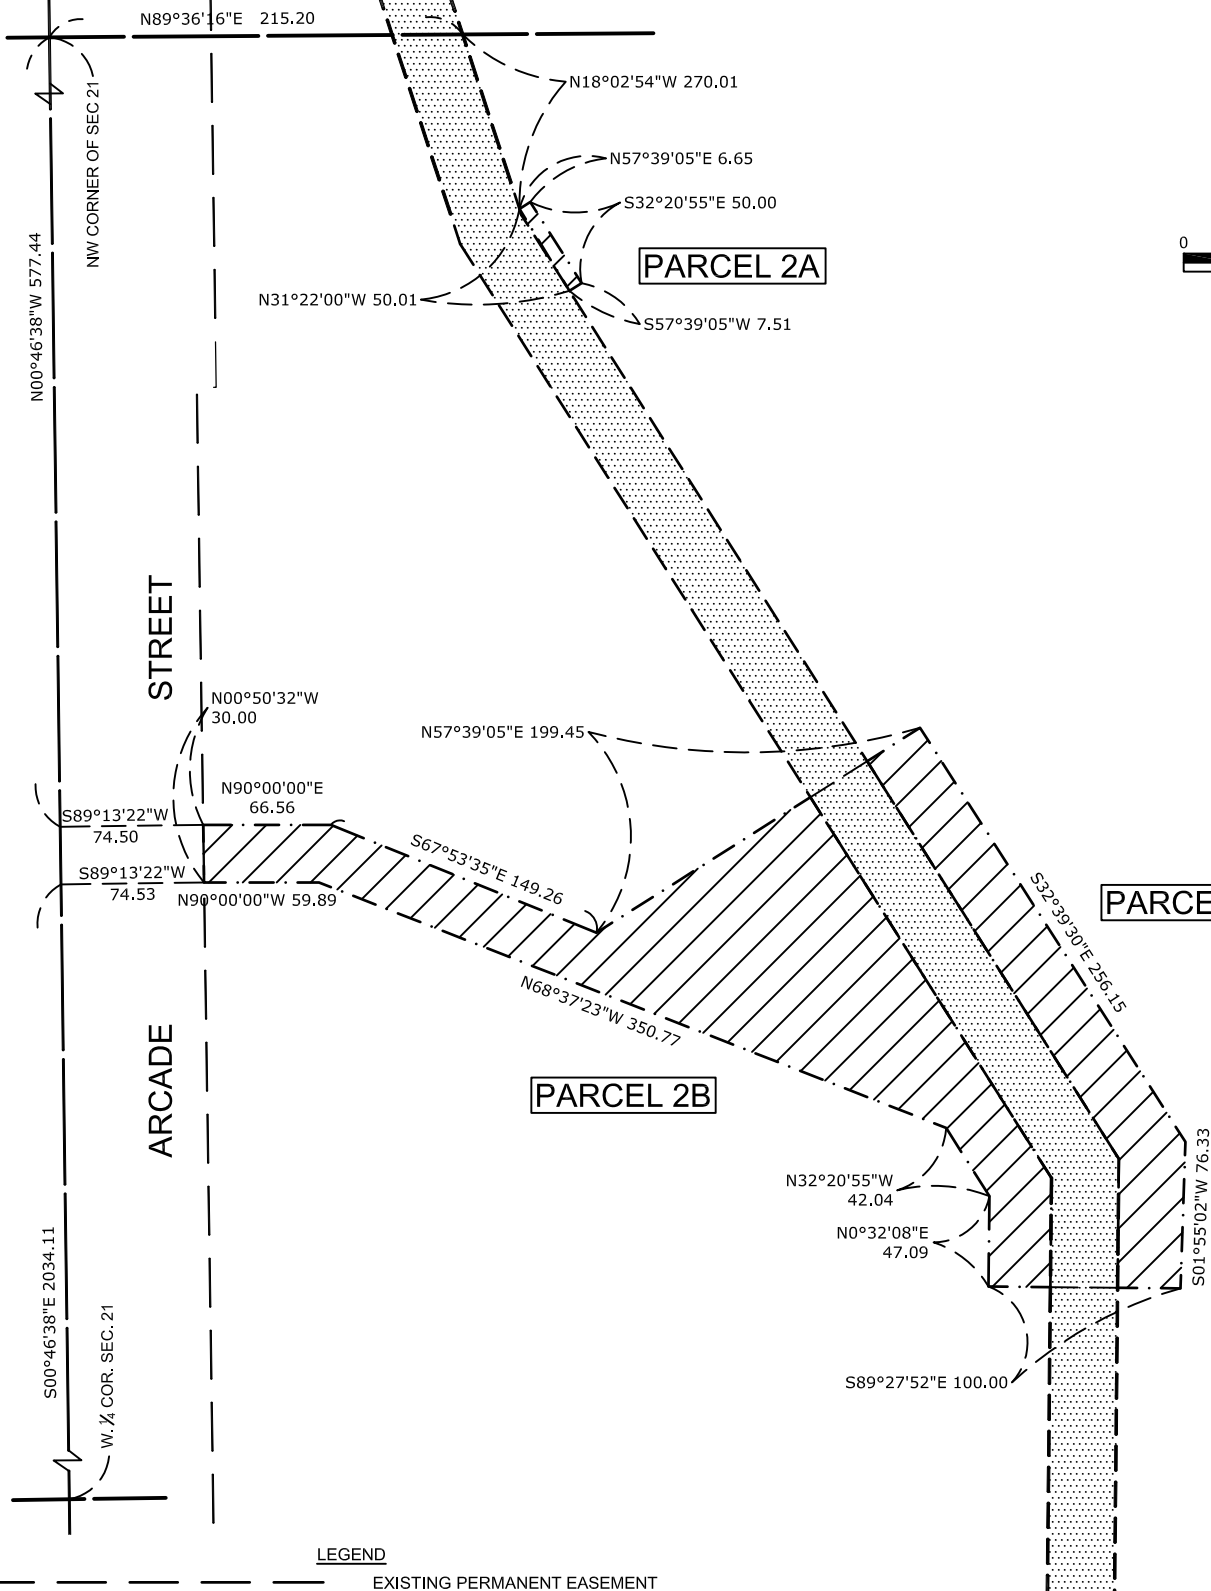 N89°36'16"E 215.20
N18°02'54"W 270.01
NW CORNER OF SEC 21
N57°39'05"E 6.65
S32°20'55"E 50.00
0
PARCEL 2A
N00°46'38"W 577.44
N31°22'00"W 50.01
S57°39'05"W 7.51
STREET
N00°50'32"W
30.00
N57°39'05"E 199.45
N90°00'00"E
66.56
S89°13'22"W
74.50
S67°53'35"E 149.26
S89°13'22"W
74.53
N90°00'00"W 59.89
S32°39'30"E 256.15
PARCE
N68°37'23"W 350.77
ARCADE
PARCEL 2B
N32°20'55"W
42.04
S01°55'02"W 76.33
N0°32'08"E
47.09
S00°46'38"E 2034.11
W.¼ COR. SEC. 21
S89°27'52"E 100.00
LEGEND
EXISTING PERMANENT EASEMENT